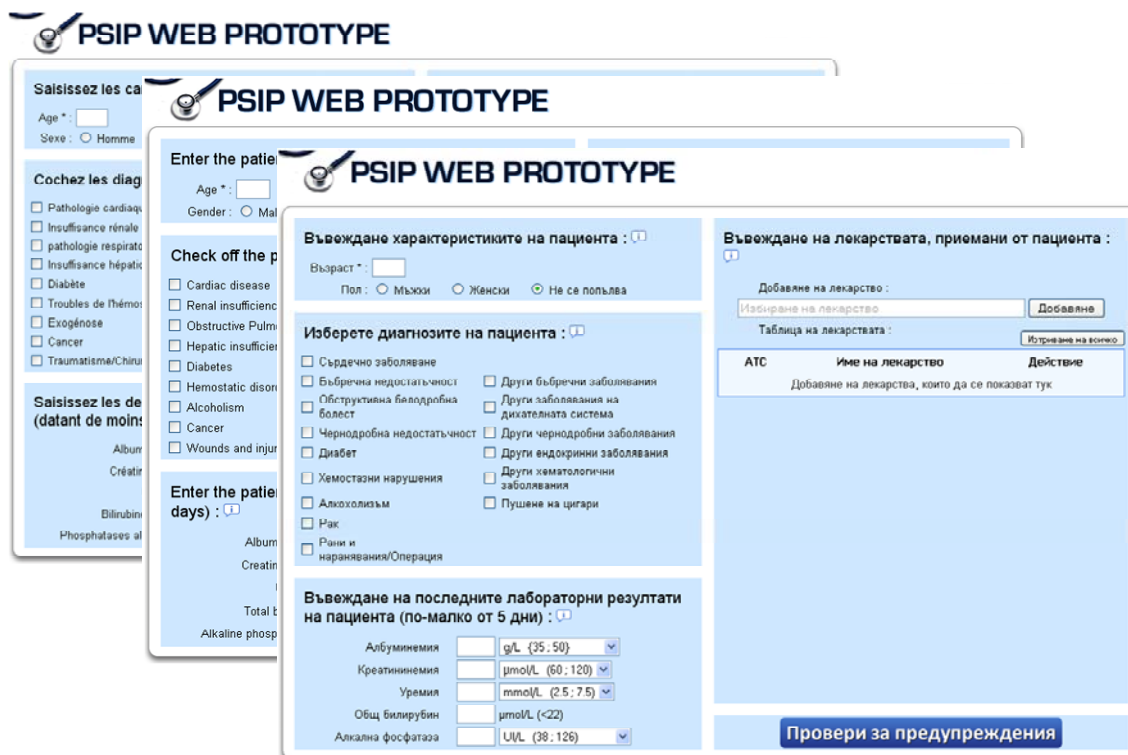 PSIP WEB PROTOTYPE
Saisissez les ca
Age * :
Sexe : Homme
Cochez les diag
Pathologie cardiaqu
Insuffisance rénale
pathologie respirato
Insuffisance hépatic
Diabète
Troubles de l'hémos
Exogénose
Cancer
Traumatisme/Chirur
Saisissez les de
(datant de moins
Album
Créatin
Bilirubine
Phosphatases al
PSIP WEB PROTOTYPE
Enter the patie
Age * :
Gender : Mal
Check off the p
Cardiac disease
Renal insufficienc
Obstructive Pulmo
Hepatic insufficien
Diabetes
Hemostatic disord
Alcoholism
Cancer
Wounds and injur
Enter the patie
days) :
Album
Creatin
Total b
Alkaline phosp
PSIP WEB PROTOTYPE
Въвеждане характеристиките на пациента :
Възраст * :
Пол : Мъжки Женски Не се попълва
Изберете диагнозите на пациента :
Сърдечно заболяване
Бъбречна недостатъчност Други бъбречни заболявания
Обструктивна белодробна болест Други заболявания на дихателната система
Чернодробна недостатъчност Други чернодробни заболявания
Диабет Други ендокринни заболявания
Хемостазни нарушения Други хематологични заболявания
Алкохолизъм Пушене на цигари
Рак
Рани и
наранявания/Операция
Въвеждане на последните лабораторни резултати
на пациента (по-малко от 5 дни) :
Албуминемия g/L {35 ; 50}
Креатининемия µmol/L (60 ; 120)
Уремия mmol/L (2.5 ; 7.5)
Общ билирубин µmol/L (<22)
Алкална фосфатаза UI/L (38 ; 126)
Въвеждане на лекарствата, приемани от пациента :
Добавяне на лекарство :
Избиране на лекарство Добавяне
Таблица на лекарствата :
Изтриване на всичко
АТС Име на лекарство Действие
Добавяне на лекарства, които да се показват тук
Провери за предупреждения